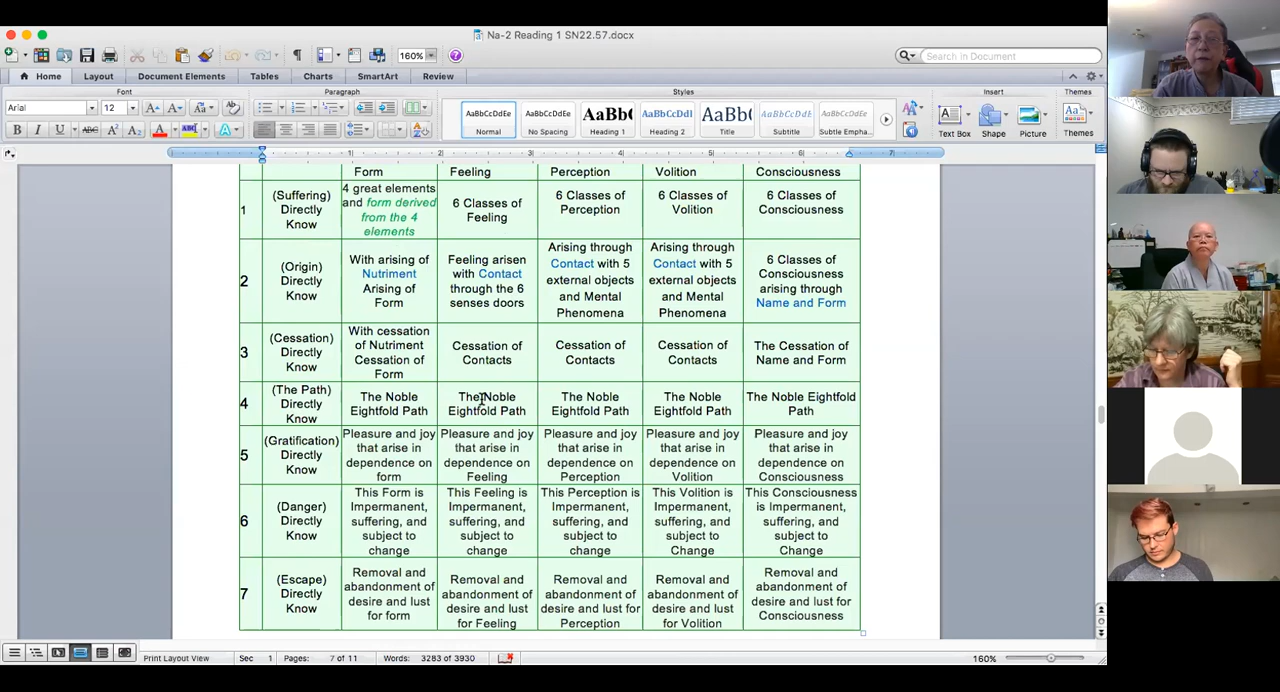 Na-2 Reading 1 SN22.57.docx
160%
Search in Document
Home
Layout
Document Elements
Tables
Charts
SmartArt
Review
Font
Paragraph
Styles
Insert
Themes
Arial
12
AaBbCcDdEe
Normal
AaBbCcDdEe
No Spacing
AaBb(
Heading 1
AaBbCcDdI
Heading 2
AaBbC
Title
AaBbCcDdI
Subtitle
AaBbCcDdEe
Subtle Empha...
Text Box
Shape
Picture
Themes
1 2 3 4 5 6 7
Form
Feeling
Perception
Volition
Consciousness
1
(Suffering)
Directly
Know
4 great elements
and form derived
from the 4
elements
6 Classes of
Feeling
6 Classes of
Perception
6 Classes of
Volition
6 Classes of
Consciousness
2
(Origin)
Directly
Know
With arising of
Nutriment
Arising of
Form
Feeling arisen
with Contact
through the 6
senses doors
Arising through
Contact with 5
external objects
and Mental
Phenomena
Arising through
Contact with 5
external objects
and Mental
Phenomena
6 Classes of
Consciousness
arising through
Name and Form
3
(Cessation)
Directly
Know
With cessation
of Nutriment
Cessation of
Form
Cessation of
Contacts
Cessation of
Contacts
Cessation of
Contacts
The Cessation of
Name and Form
4
(The Path)
Directly
Know
The Noble
Eightfold Path
The Noble
Eightfold Path
The Noble
Eightfold Path
The Noble
Eightfold Path
The Noble Eightfold
Path
5
(Gratification)
Directly
Know
Pleasure and joy
that arise in
dependence on
form
Pleasure and joy
that arise in
dependence on
Feeling
Pleasure and joy
that arise in
dependence on
Perception
Pleasure and joy
that arise in
dependence on
Volition
Pleasure and joy
that arise in
dependence on
Consciousness
6
(Danger)
Directly
Know
This Form is
Impermanent,
suffering, and
subject to
change
This Feeling is
Impermanent,
suffering, and
subject to
change
This Perception is
Impermanent,
suffering, and
subject to
change
This Volition is
Impermanent,
suffering, and
subject to
Change
This Consciousness
is Impermanent,
suffering, and
subject to
Change
7
(Escape)
Directly
Know
Removal and
abandonment of
desire and lust
for form
Removal and
abandonment of
desire and lust
for Feeling
Removal and
abandonment of
desire and lust for
Perception
Removal and
abandonment of
desire and lust
for Volition
Removal and
abandonment of
desire and lust for
Consciousness
Print Layout View
Sec 1
Pages: 7 of 11
Words: 3283 of 3930
160%